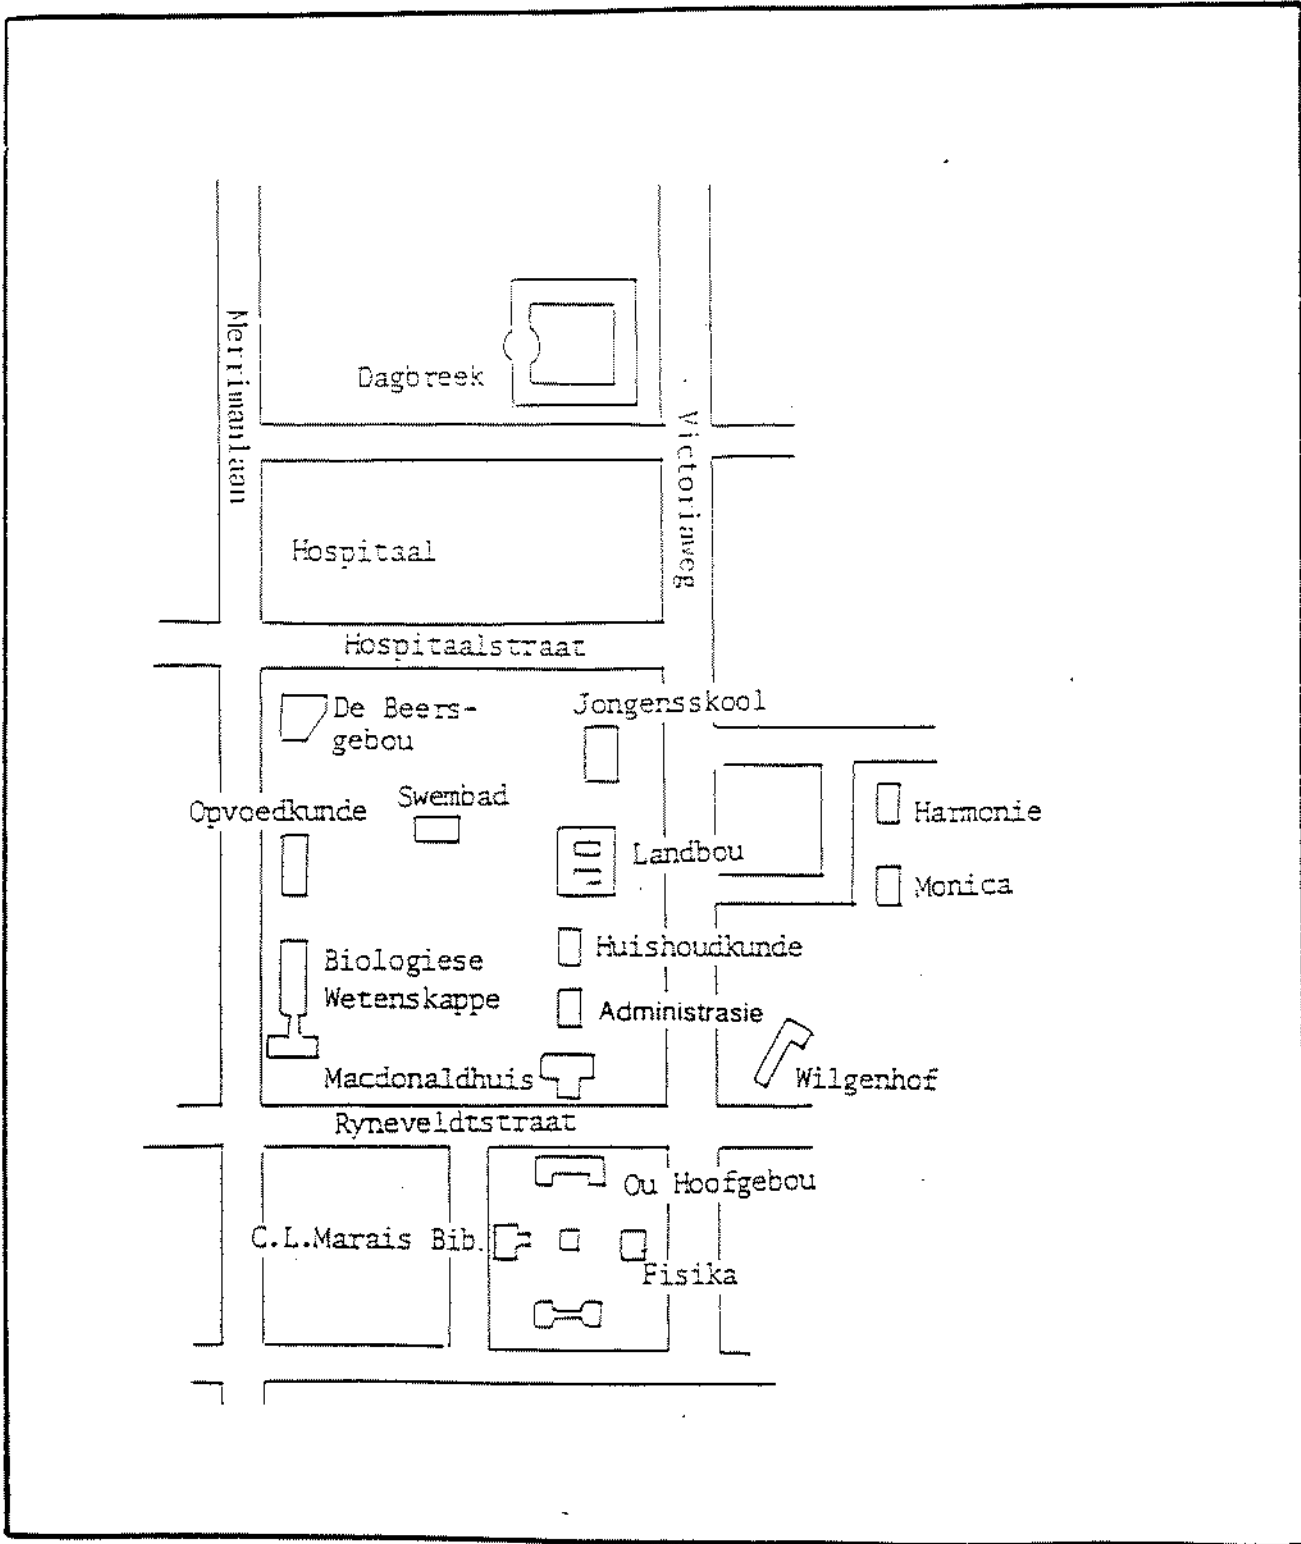 Merrimanlaan
Dagbreek
Victoriaweg
Hospitaal
Hospitaalstraat
De Beers-
gebou
Jongensskool
Opvoedkunde
Swembad
Harmonie
Landbou
Monica
Huishoudkunde
Biologiese
Wetenskappe
Administrasie
Macdonaldhuis
Wilgenhof
Ryneveldtstraat
Ou Hoofgebou
C.L.Marais Bib.
Fisika